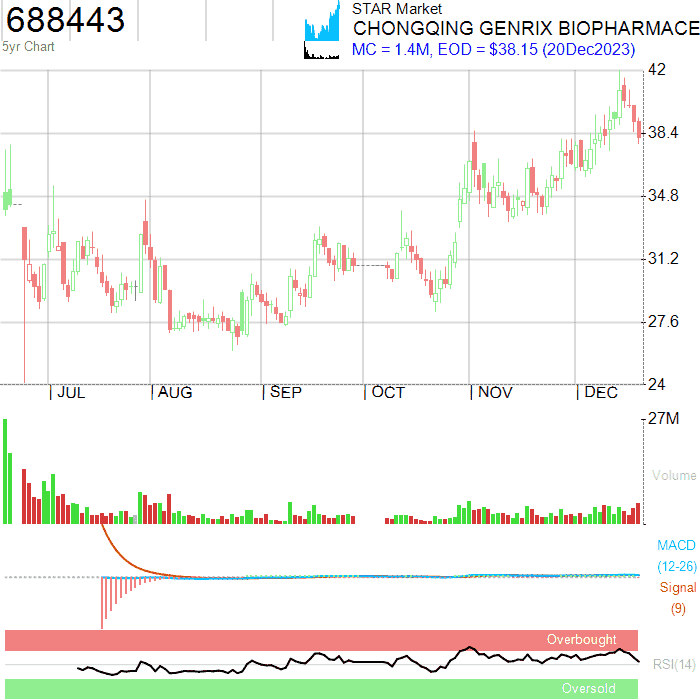 688443
5yr Chart
STAR Market
CHONGQING GENRIX BIOPHARMACE
MC = 1.4M, EOD = $38.15 (20Dec2023)
42
38.4
34.8
31.2
27.6
24
JUL AUG SEP OCT NOV DEC
27M
Volume
MACD
(12-26)
Signal
(9)
Overbought
RSI(14)
Oversold